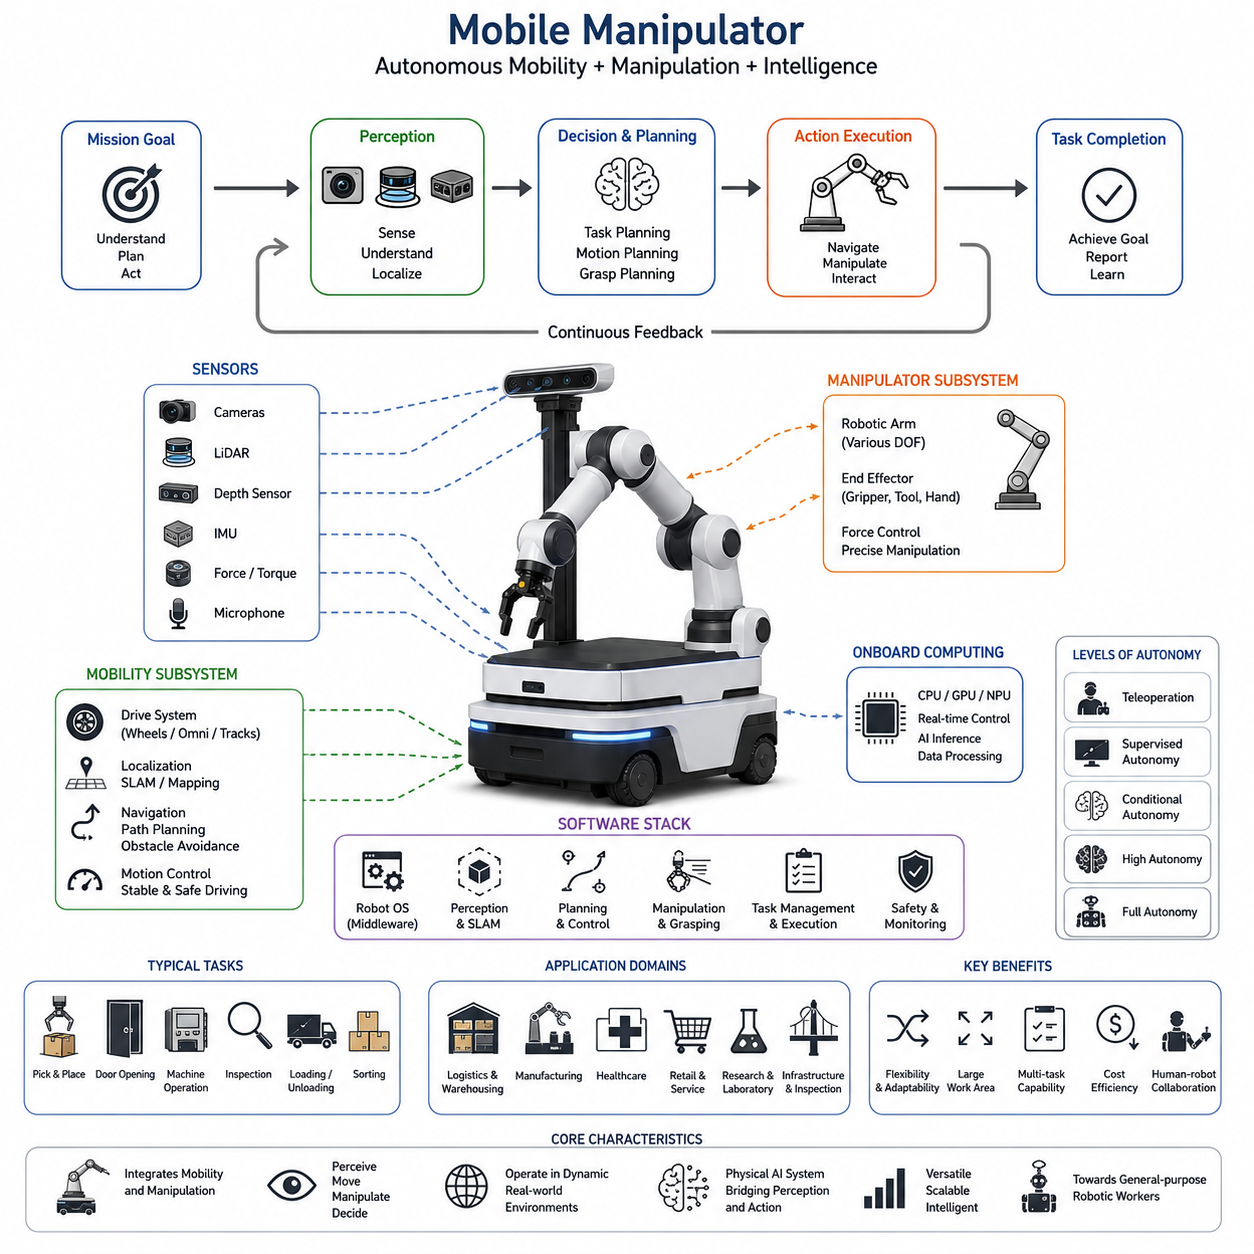 Mobile Manipulator
Autonomous Mobility + Manipulation + Intelligence
Mission Goal
Understand
Plan
Act
Perception
Sense
Understand
Localize
Decision & Planning
Task Planning
Motion Planning
Grasp Planning
Action Execution
Navigate
Manipulate
Interact
Task Completion
Achieve Goal
Report
Learn
Continuous Feedback
SENSORS
Cameras
LiDAR
Depth Sensor
IMU
Force / Torque
Microphone
MANIPULATOR SUBSYSTEM
Robotic Arm
(Various DOF)
End Effector
(Gripper, Tool, Hand)
Force Control
Precise Manipulation
MOBILITY SUBSYSTEM
Drive System
(Wheels / Omni / Tracks)
Localization
SLAM / Mapping
Navigation
Path Planning
Obstacle Avoidance
Motion Control
Stable & Safe Driving
ONBOARD COMPUTING
CPU / GPU / NPU
Real-time Control
AI Inference
Data Processing
LEVELS OF AUTONOMY
Teleoperation
Supervised
Autonomy
Conditional
Autonomy
High Autonomy
Full Autonomy
SOFTWARE STACK
Robot OS
(Middleware)
Perception
& SLAM
Planning
& Control
Manipulation
& Grasping
Task Management
& Execution
Safety &
Monitoring
TYPICAL TASKS
Pick & Place
Door Opening
Machine
Operation
Inspection
Loading /
Unloading
Sorting
APPLICATION DOMAINS
Logistics &
Warehousing
Manufacturing
Healthcare
Retail &
Service
Research &
Laboratory
Infrastructure
& Inspection
KEY BENEFITS
Flexibility
& Adaptability
Large
Work Area
Multi-task
Capability
$
Cost
Efficiency
Human-robot
Collaboration
CORE CHARACTERISTICS
Integrates Mobility
and Manipulation
Perceive
Move
Manipulate
Decide
Operate in Dynamic
Real-world
Environments
Physical AI System
Bridging Perception
and Action
Versatile
Scalable
Intelligent
Towards General-purpose
Robotic Workers